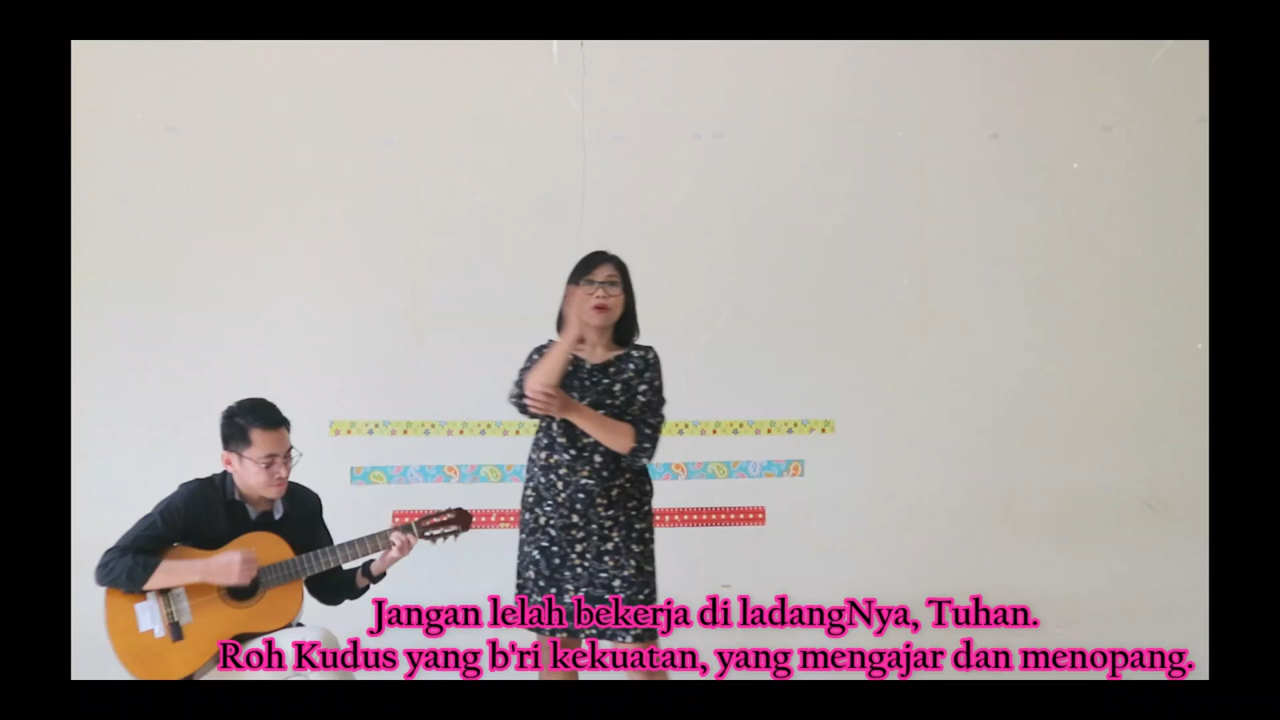 Jangan lelah bekerja di ladangNya, Tuhan.
Roh Kudus yang b'ri kekuatan, yang mengajar dan menopang.